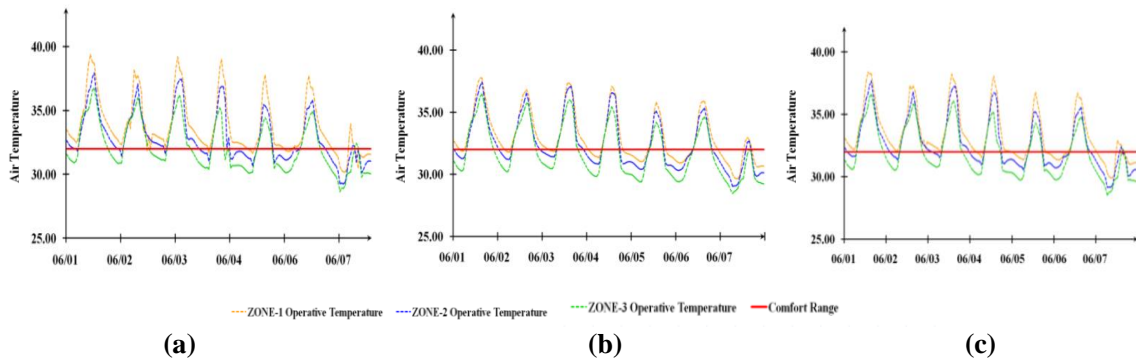 40.00
35.00
30.00
25.00
Air Temperature
06/01 06/02 06/03 06/04 06/06 06/07
40.00
35.00
30.00
25.00
Air Temperature
06/01 06/02 06/03 06/04 06/05 06/06 06/07
40.00
35.00
30.00
25.00
Air Temperature
06/01 06/02 06/03 06/04 06/05 06/06 06/07
ZONE-1 Operative Temperature ZONE-2 Operative Temperature ZONE-3 Operative Temperature Comfort Range
(a) (b) (c)